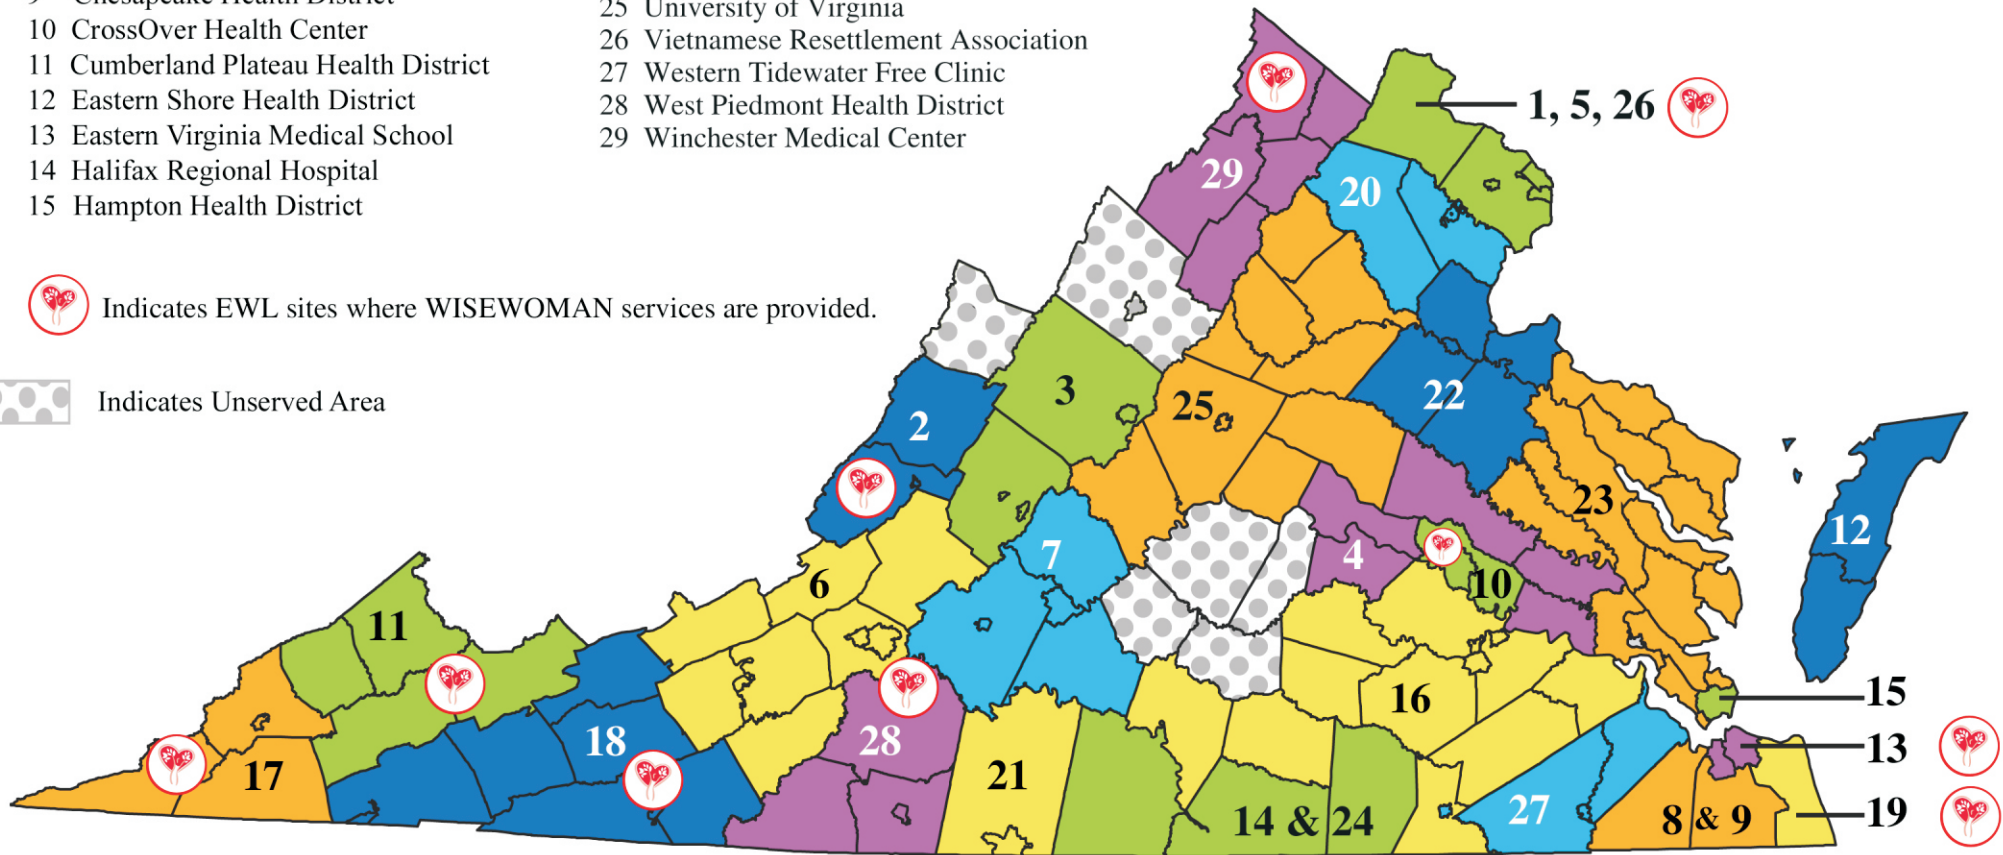 9 Chesapeake Health District
10 CrossOver Health Center
11 Cumberland Plateau Health District
12 Eastern Shore Health District
13 Eastern Virginia Medical School
14 Halifax Regional Hospital
15 Hampton Health District
25 University of Virginia
26 Vietnamese Resettlement Association
27 Western Tidewater Free Clinic
28 West Piedmont Health District
29 Winchester Medical Center
Indicates EWL sites where WISEWOMAN services are provided.
Indicates Unserved Area
1, 5, 26
29
20
3
25
2
22
23
12
7
4
6
10
11
15
16
18
28
13
17
21
14 & 24
27
8 & 9
19